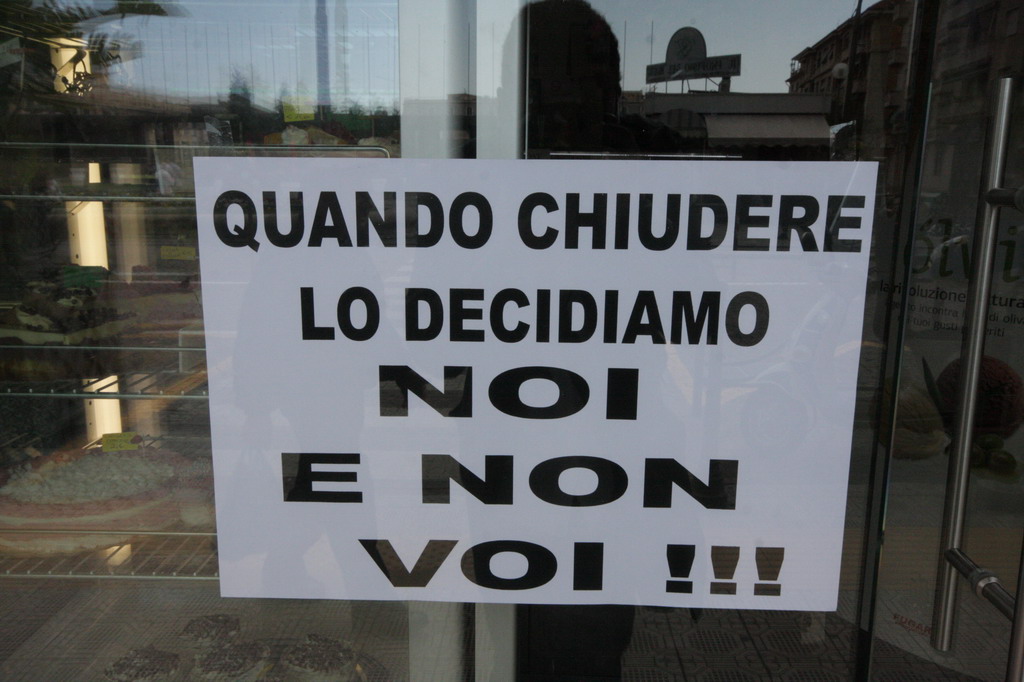 QUANDO CHIUDERE
LO DECIDIAMO
NOI
E NON
VOI !!!